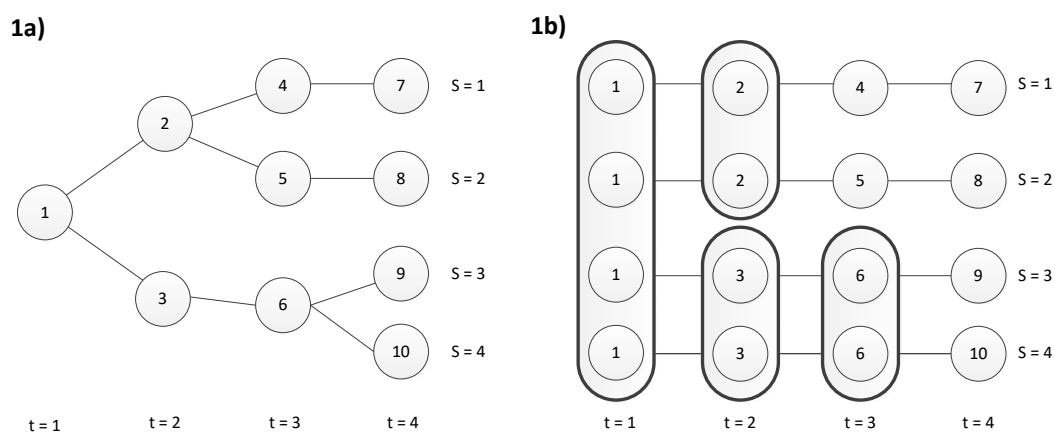 1a)
4 7 S = 1
2
5 8 S = 2
1
9 S = 3
3 6
10 S = 4
t = 1 t = 2 t = 3 t = 4
1b)
1 2 4 7 S = 1
1 2 5 8 S = 2
1 3 6 9 S = 3
1 3 6 10 S = 4
t = 1 t = 2 t = 3 t = 4